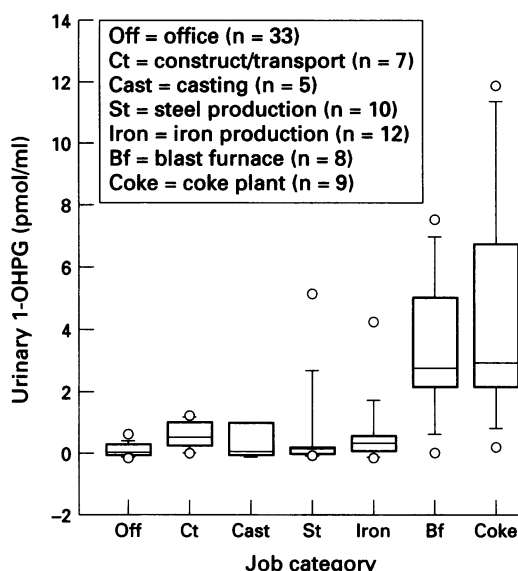 14
12
10
8
6
4
2
0
–2
Urinary 1-OHPG (pmol/ml)
Off = office (n = 33)
Ct = construct/transport (n = 7)
Cast = casting (n = 5)
St = steel production (n = 10)
Iron = iron production (n = 12)
Bf = blast furnace (n = 8)
Coke = coke plant (n = 9)
Off Ct Cast St Iron Bf Coke
Job category